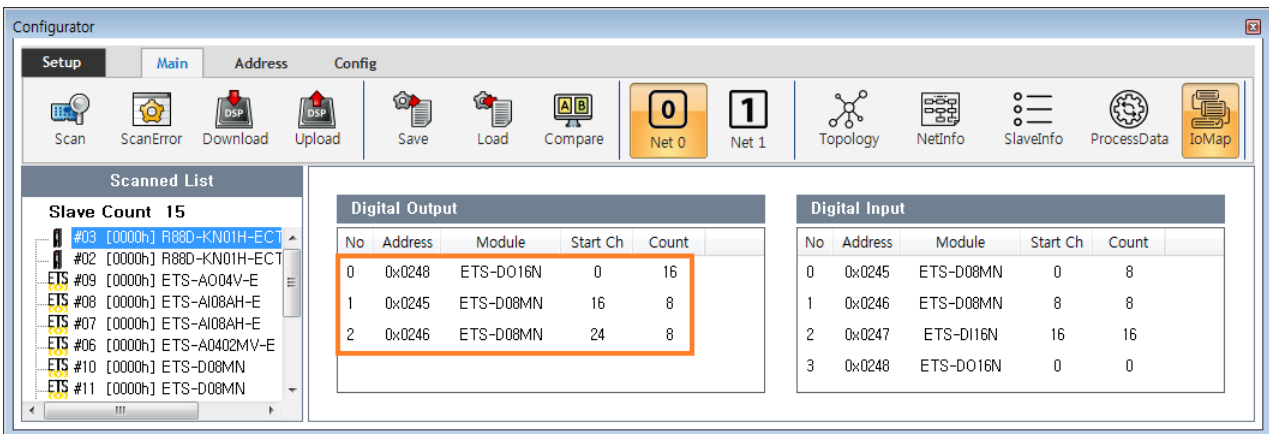 Configurator
Setup Main Address Config
Scan ScanError Download Upload Save Load Compare Net 0 Net 1 Topology NetInfo SlaveInfo ProcessData IoMap
DSP DSP A B 0 1
Scanned List
Slave Count 15
#03 [0000h] R88D-KN01H-ECT
#02 [0000h] R88D-KN01H-ECT
ETS #09 [0000h] ETS-AO04V-E
ETS #08 [0000h] ETS-AI08AH-E
ETS #07 [0000h] ETS-AI08AH-E
ETS #06 [0000h] ETS-A0402MV-E
ETS #10 [0000h] ETS-D08MN
ETS #11 [0000h] ETS-D08MN
Digital Output
No Address Module Start Ch Count
0 0x0248 ETS-DO16N 0 16
1 0x0245 ETS-D08MN 16 8
2 0x0246 ETS-D08MN 24 8
Digital Input
No Address Module Start Ch Count
0 0x0245 ETS-D08MN 0 8
1 0x0246 ETS-D08MN 8 8
2 0x0247 ETS-DI16N 16 16
3 0x0248 ETS-DO16N 0 0